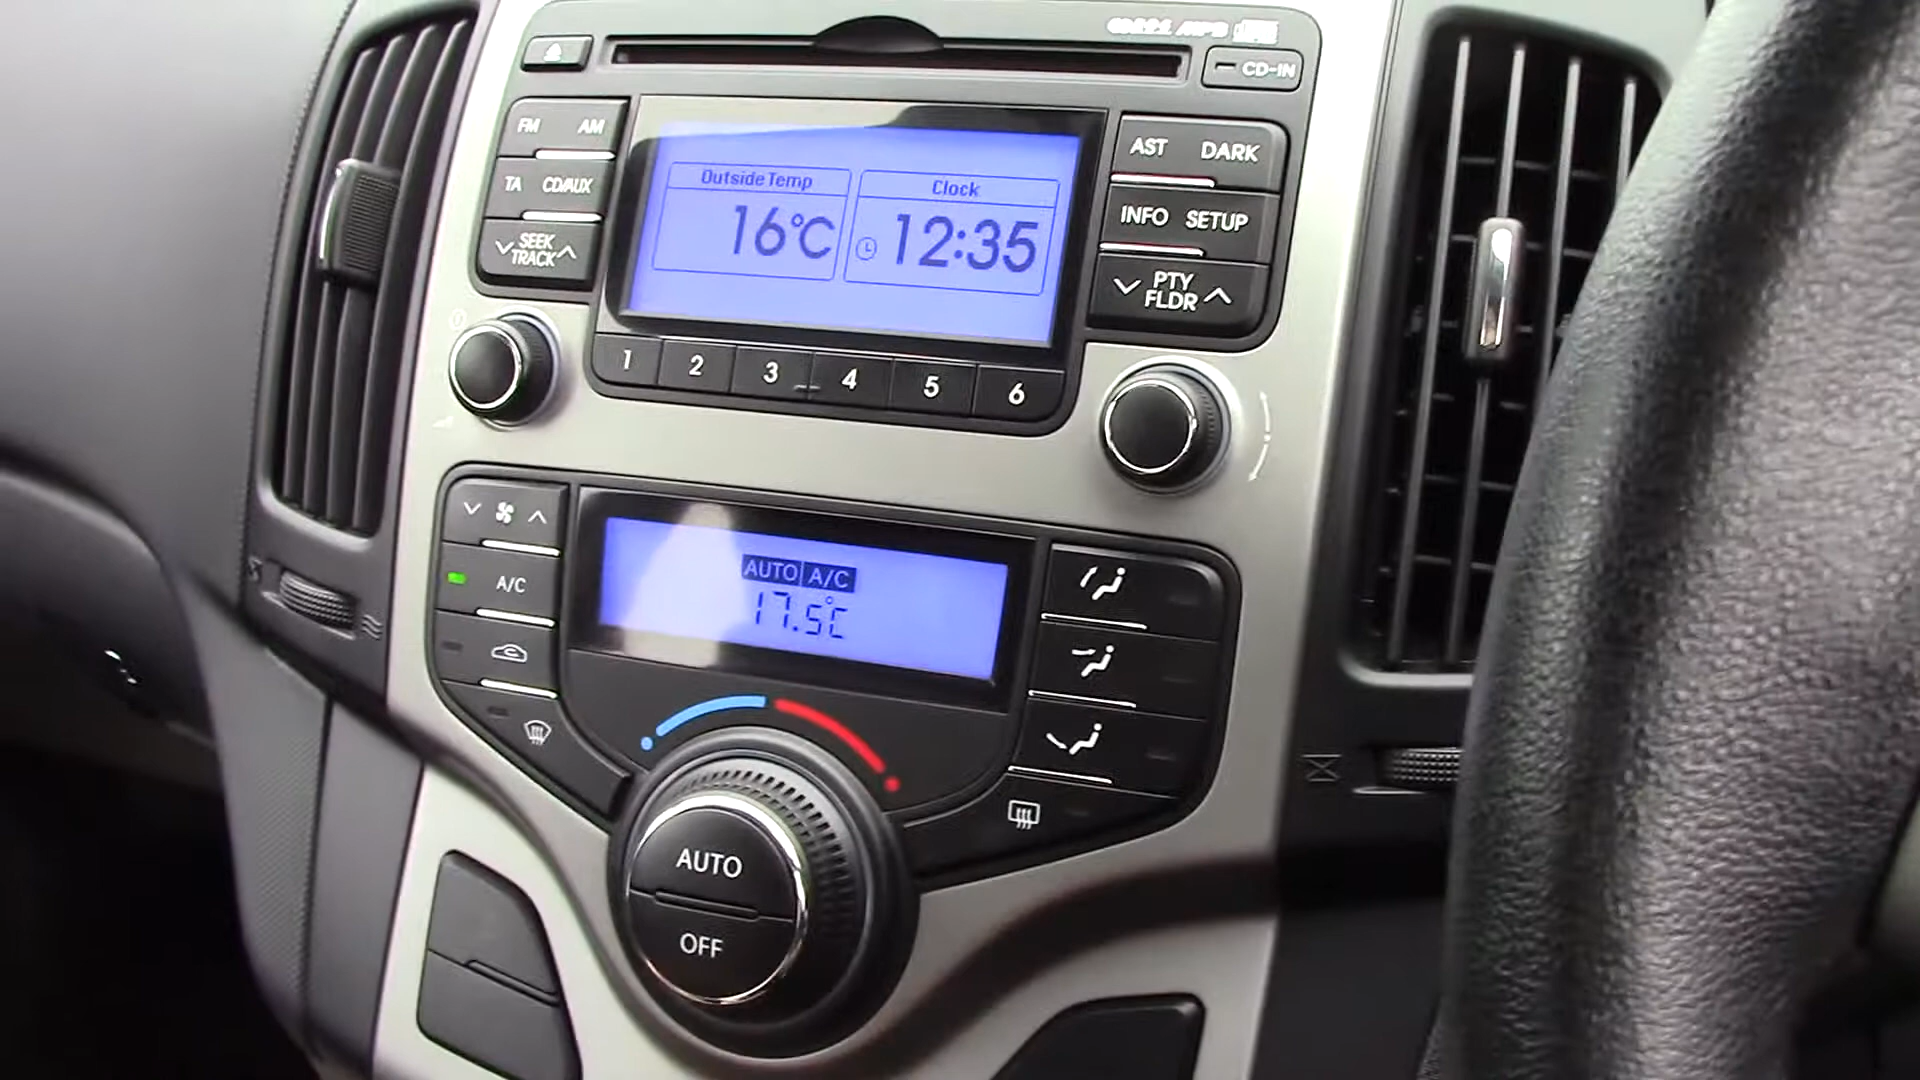 CD-IN
FM AM
TA CD/AUX
SEEK
TRACK
Outside Temp
16°C
Clock
12:35
AST DARK
INFO SETUP
PTY
FLDR
1 2 3 4 5 6
A/C
AUTO A/C
17.5°C
AUTO
OFF